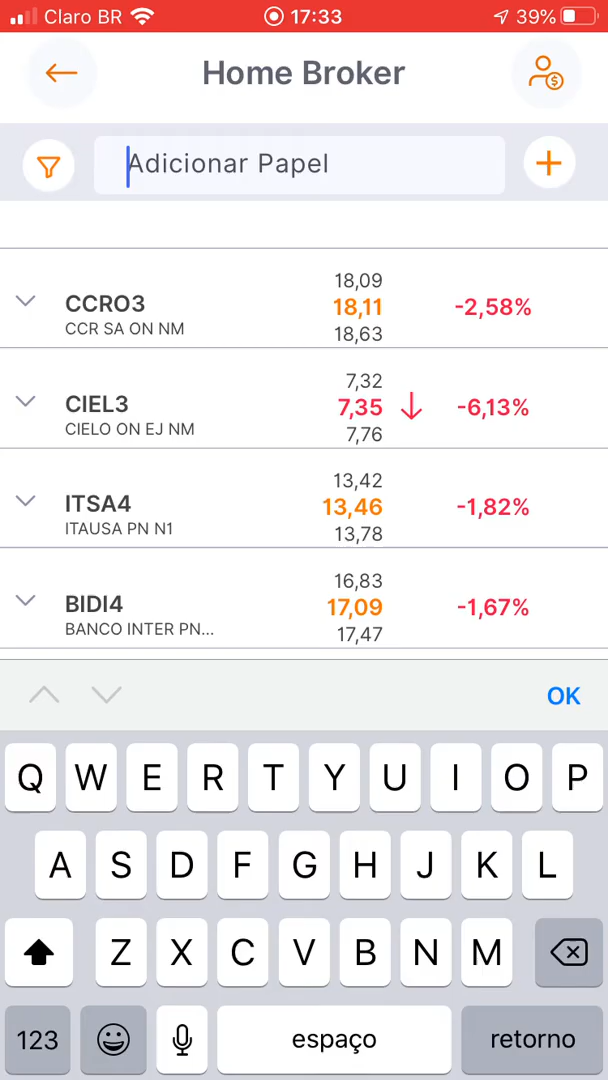 Claro BR 17:33 39%
Home Broker
Adicionar Papel
18,09
CCRO3 18,11 -2,58%
CCR SA ON NM 18,63
7,32
CIEL3 7,35 -6,13%
CIELO ON EJ NM 7,76
13,42
ITSA4 13,46 -1,82%
ITAUSA PN N1 13,78
16,83
BIDI4 17,09 -1,67%
BANCO INTER PN... 17,47
OK
Q W E R T Y U I O P
A S D F G H J K L
Z X C V B N M
123 espaço retorno